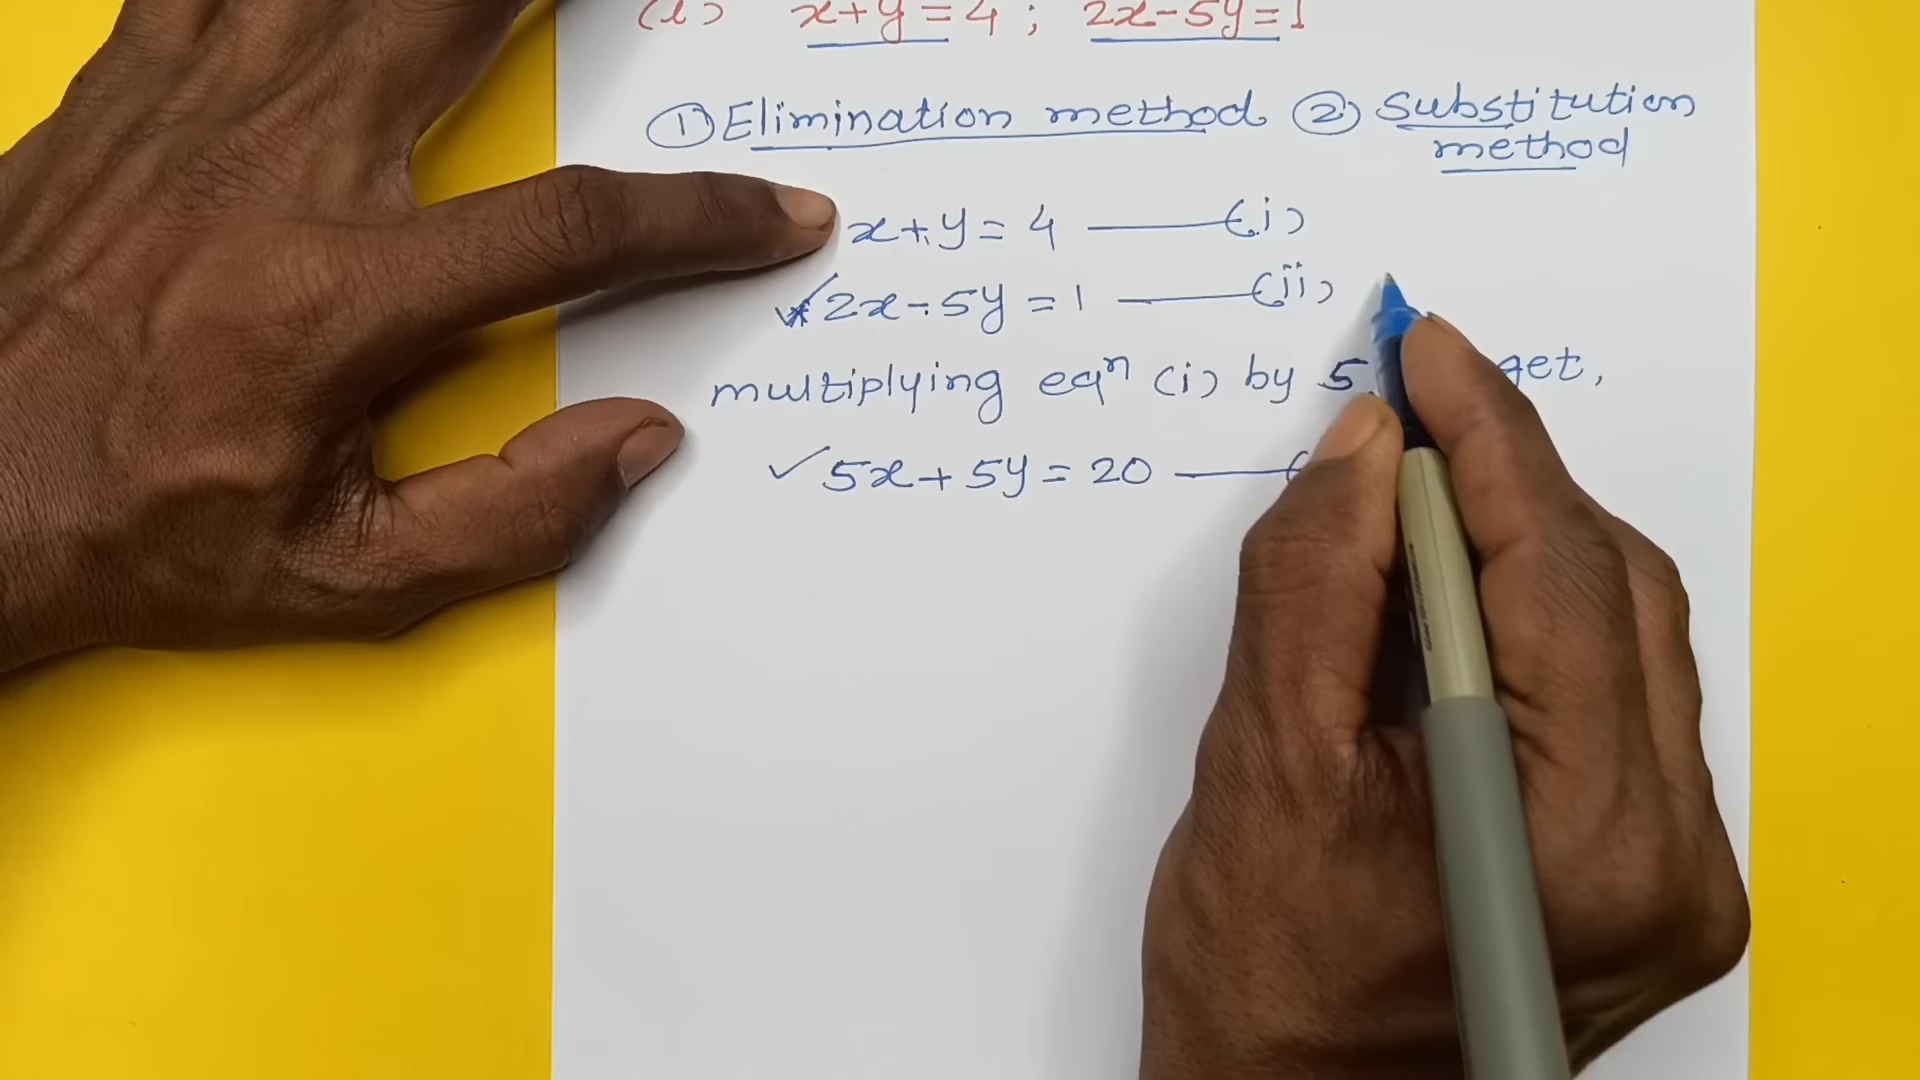 (i) x+y=4 ; 2x-5y=1
① Elimination method ② Substitution
method
x+y=4 ——(i)
✓2x-5y=1 ——(ii)
multiplying eqⁿ (i) by 5, get,
✓5x+5y=20 ——(